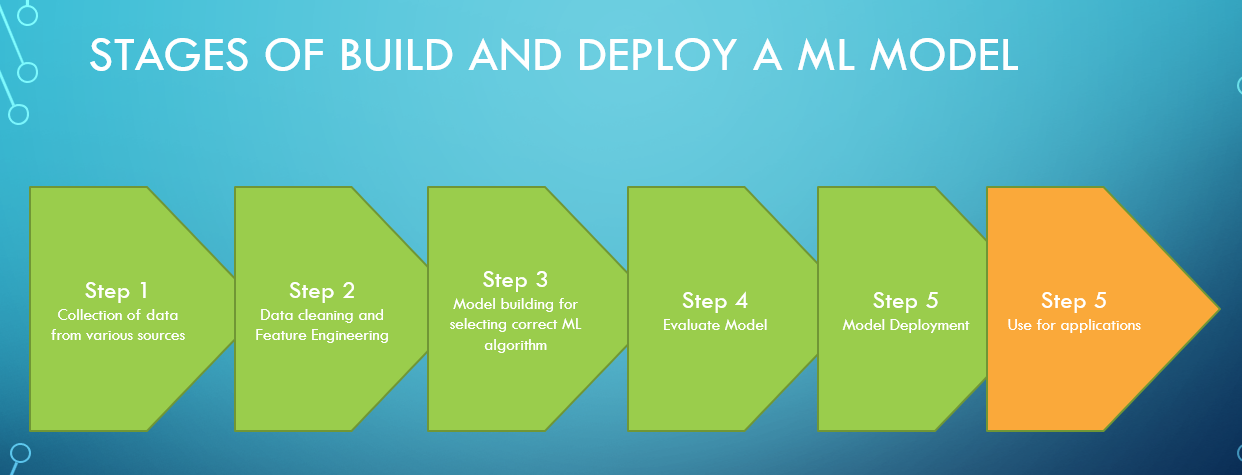 STAGES OF BUILD AND DEPLOY A ML MODEL
Step 1
Collection of data
from various sources
Step 2
Data cleaning and
Feature Engineering
Step 3
Model building for
selecting correct ML
algorithm
Step 4
Evaluate Model
Step 5
Model Deployment
Step 5
Use for applications